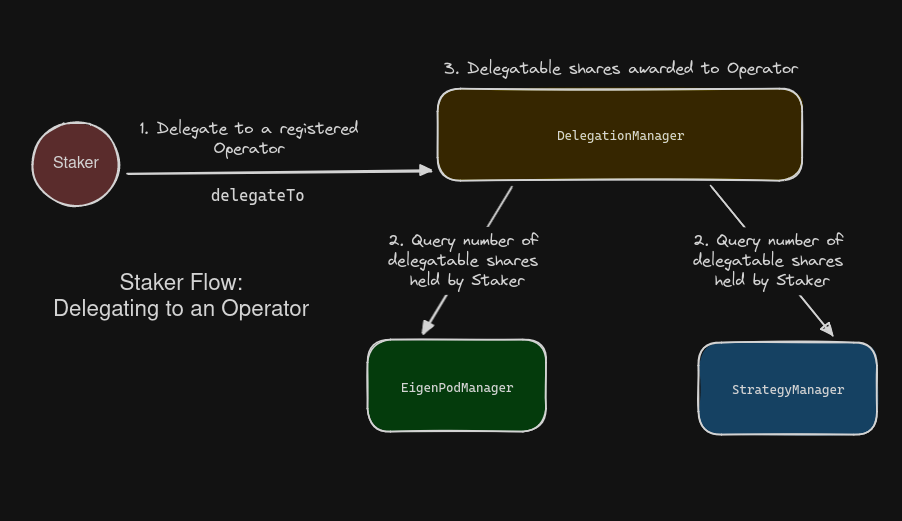 3. Delegatable shares awarded to Operator
1. Delegate to a registered
Operator
DelegationManager
Staker
delegateTo
2. Query number of
delegatable shares
held by Staker
2. Query number of
delegatable shares
held by Staker
Staker Flow:
Delegating to an Operator
EigenPodManager
StrategyManager